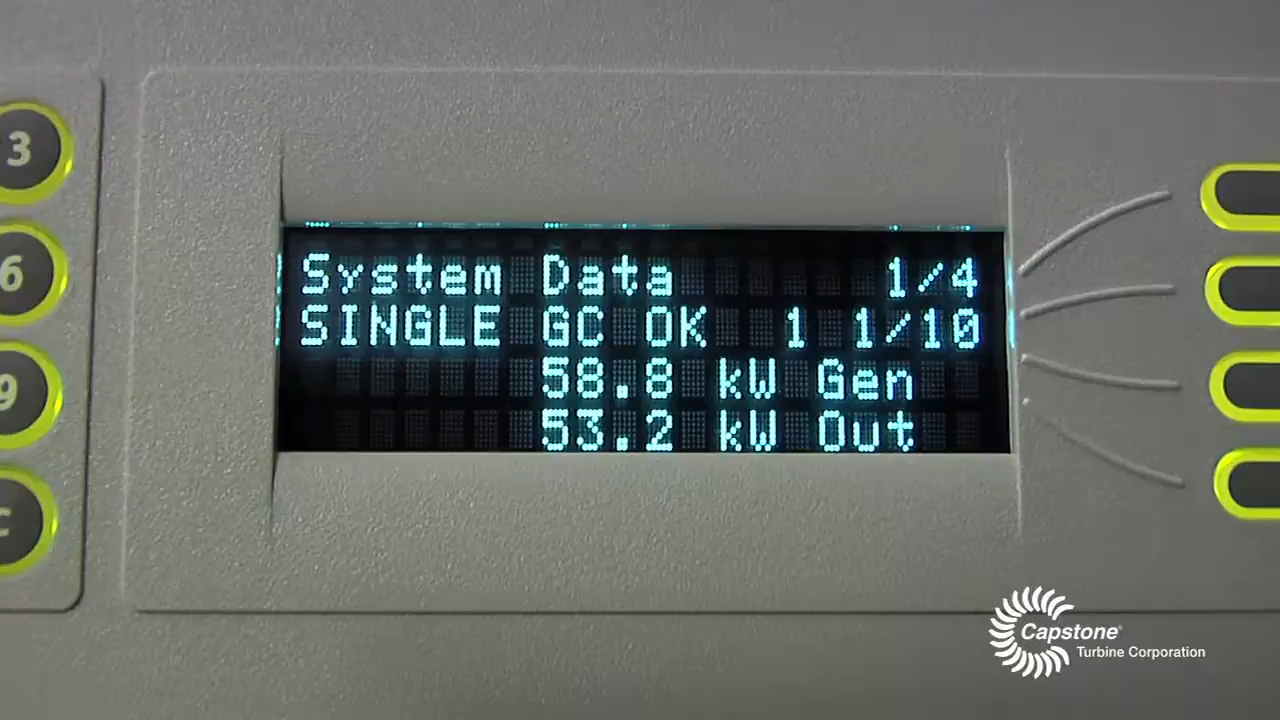 3
6
9
C
System Data 1/4
SINGLE GC OK 1 1/10
58.8 kW Gen
53.2 kW Out
Capstone®
Turbine Corporation